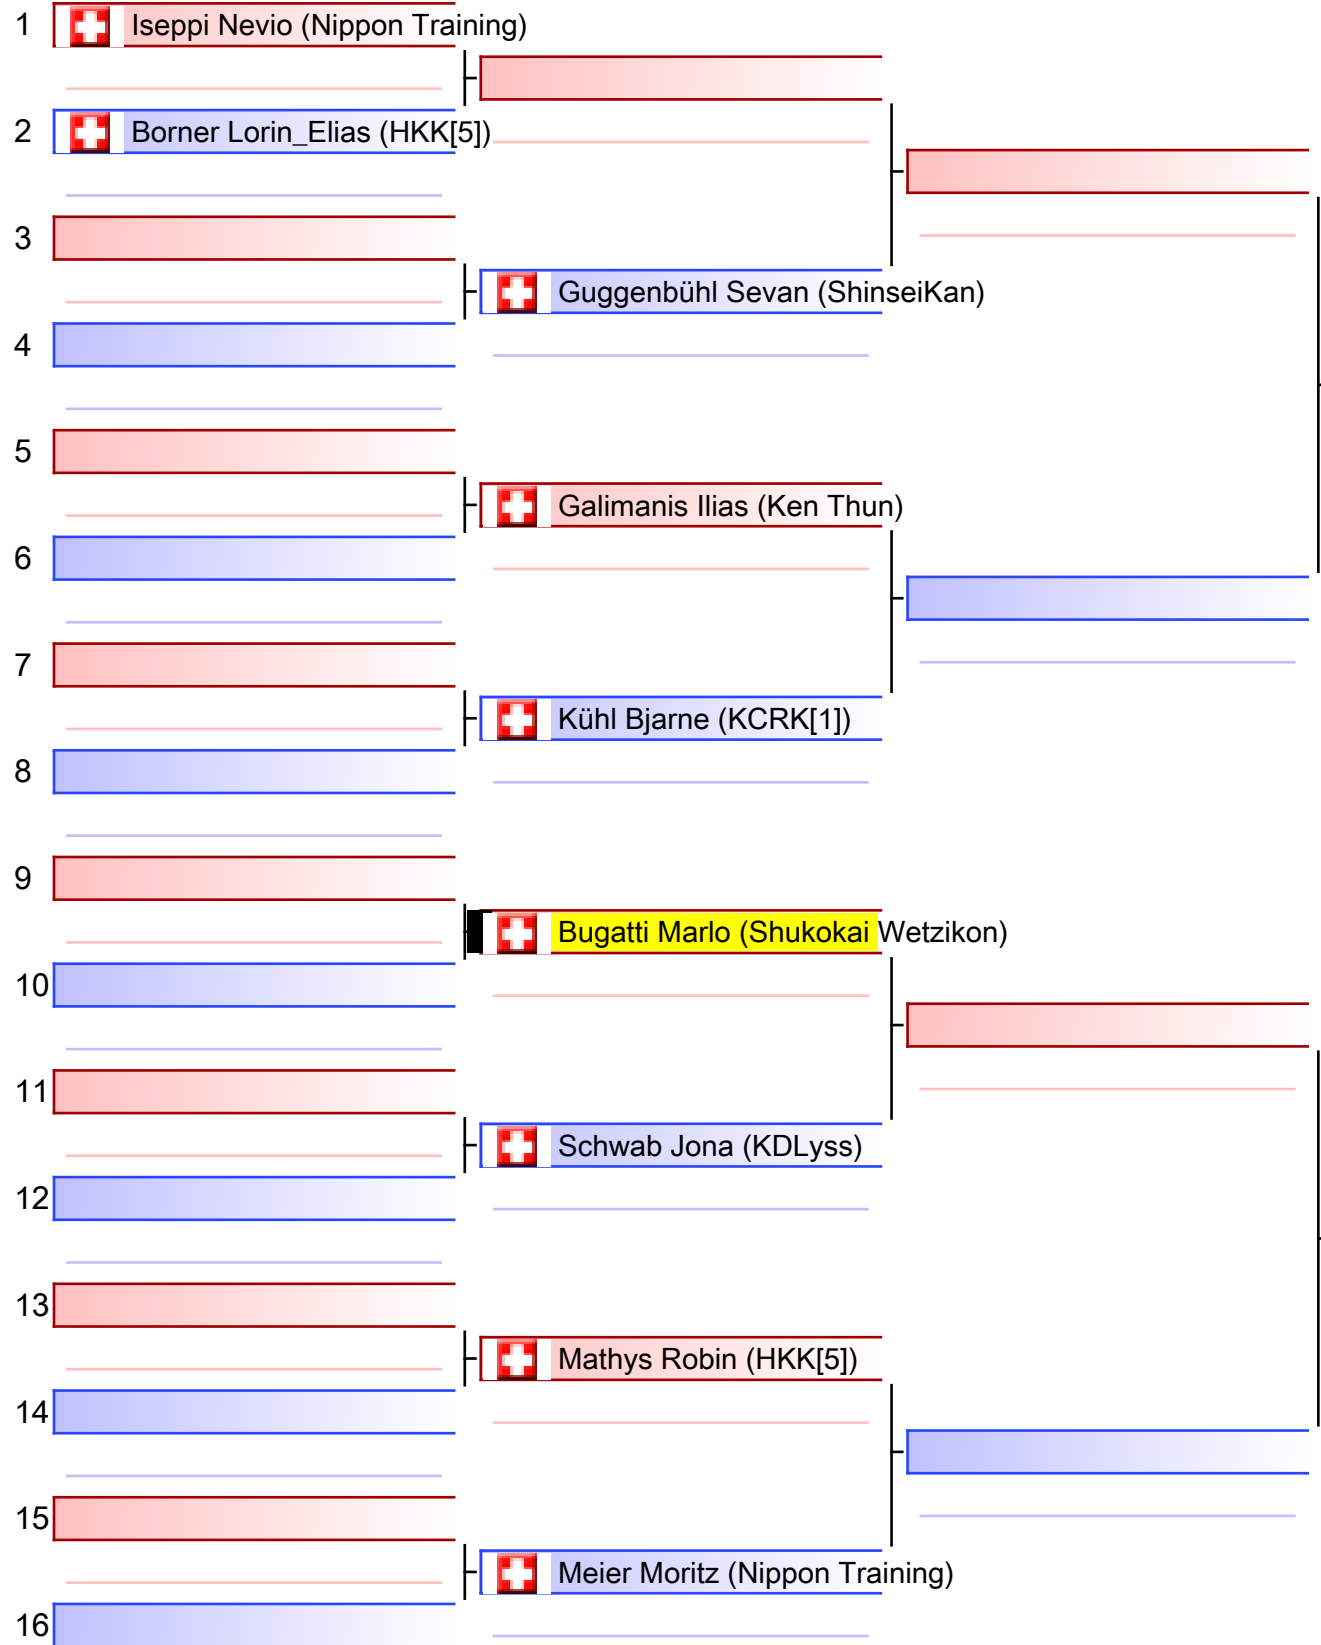 1 Iseppi Nevio (Nippon Training)
2 Borner Lorin_Elias (HKK[5])
3
Guggenbühl Sevan (ShinseiKan)
4
5
Galimanis Ilias (Ken Thun)
6
7
Kühl Bjarne (KCRK[1])
8
9
Bugatti Marlo (Shukokai Wetzikon)
10
11
Schwab Jona (KDLyss)
12
13
Mathys Robin (HKK[5])
14
15
Meier Moritz (Nippon Training)
16